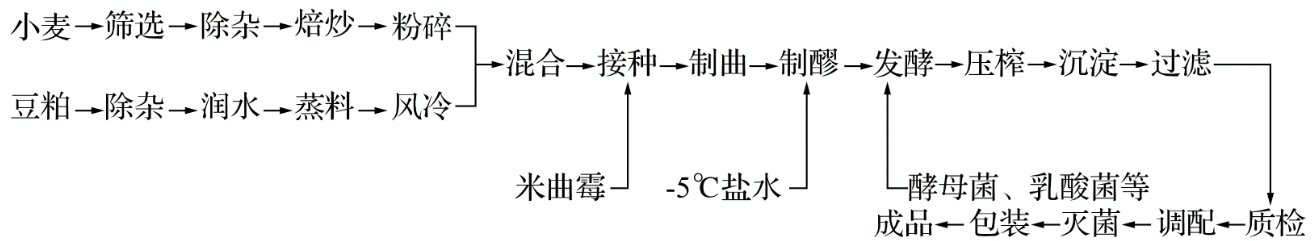 小麦→筛选→除杂→焙炒→粉碎
豆粕→除杂→润水→蒸料→风冷
混合→接种→制曲→制醪→发酵→压榨→沉淀→过滤
米曲霉
-5℃盐水
酵母菌、乳酸菌等
成品←包装←灭菌←调配←质检